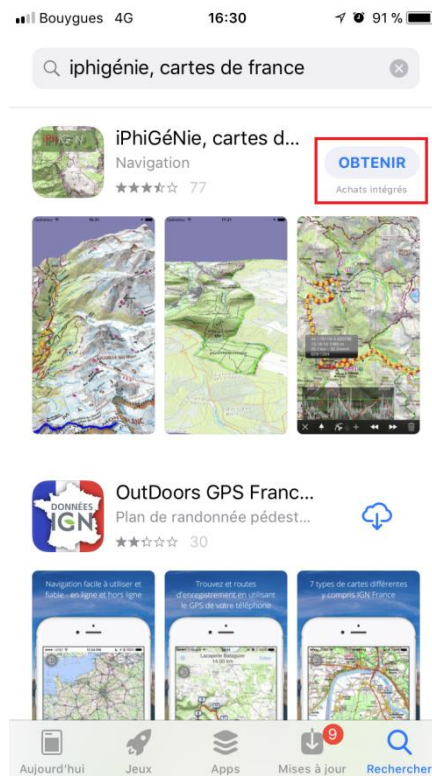 Bouygues 4G 16:30 91 %
iphigénie, cartes de france
iPhiGéNie, cartes d...
Navigation
77
OBTENIR
Achats intégrés
OutDoors GPS Franc...
Plan de randonnée pédest...
30
DONNÉES
IGN
Navigation facile à utiliser et
fiable - en ligne et hors ligne
Trouvez et routes
d'enregistrement en utilisant
le GPS de votre téléphone
7 types de cartes différentes
y compris IGN France
9
Aujourd'hui
Jeux
Apps
Mises à jour
Rechercher